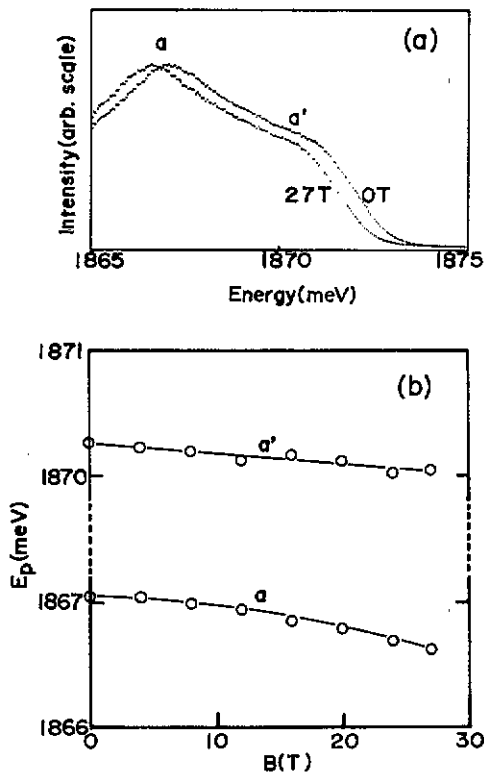 (a)
a
a'
27T 0T
Intensity(arb. scale)
1865 1870 1875
Energy(meV)
(b)
1871
a'
1870
Ep(meV)
a
1867
1866
0 10 20 30
B(T)